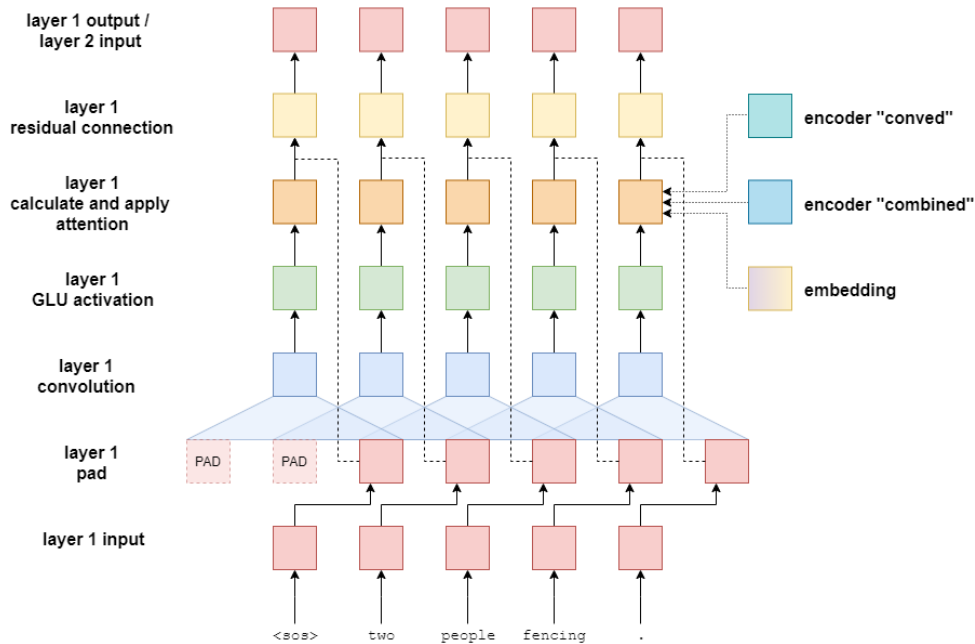 layer 1 output /
layer 2 input
layer 1
residual connection
encoder "conved"
layer 1
calculate and apply
attention
encoder "combined"
layer 1
GLU activation
embedding
layer 1
convolution
layer 1
pad
PAD
PAD
layer 1 input
<sos> two people fencing .